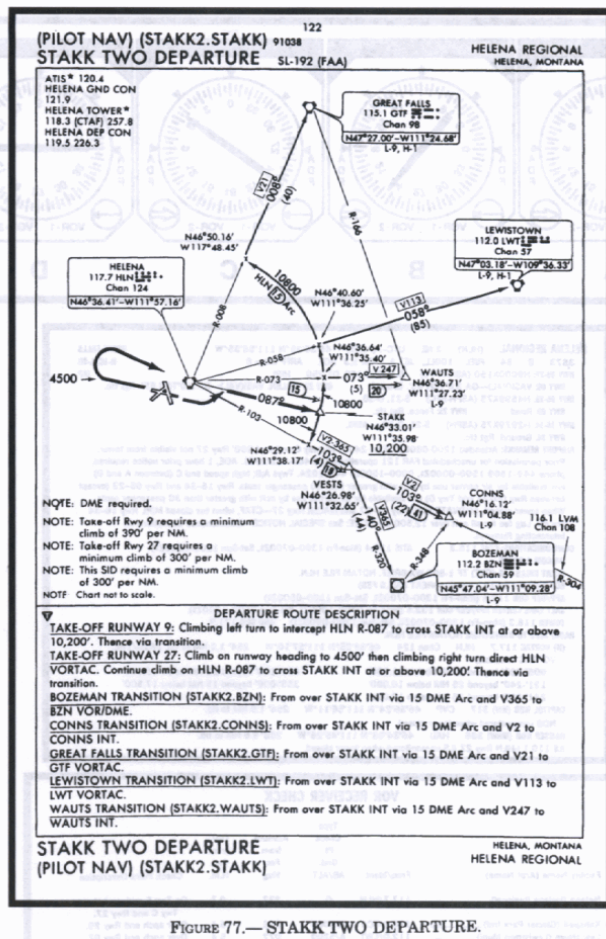 122
(PILOT NAV) (STAKK2.STAKK) 91038
STAKK TWO DEPARTURE SL-192 (FAA)
HELENA REGIONAL
HELENA, MONTANA
ATIS* 120.4
HELENA GND CON
121.9
HELENA TOWER*
118.3 (CTAF) 257.8
HELENA DEP CON
119.5 226.3
GREAT FALLS
115.1 GTF
Chan 98
N47°27.00'-W111°24.68'
L-9, H-1
LEWISTOWN
112.0 LWT
Chan 57
N47°03.18'-W109°36.33'
L-9, H-1
V21
008°
(40)
R-166
N46°50.16'
W117°48.45'
HELENA
117.7 HLN
Chan 124
N46°36.41'-W111°57.16'
10800
HLN 15 Arc
N46°40.60'
W111°36.25'
V113
058°
(85)
R-008
R-058
N46°36.64'
W111°35.40'
V 247
WAUTS
N46°36.71'
W111°27.23'
L-9
R-073
073°
(5)
20
15
4500
087°
10800
10800
STAKK
N46°33.01'
W111°35.98'
10,200
R-103
N46°29.12'
W111°38.17'
V2-365
103°
(4)
VESTS
N46°26.98'
W111°32.65'
V2
103°
(22)
41
CONNS
N46°16.12'
W111°04.88'
L-9
V365
140°
(44)
R-320
R-348
116.1 LVM
Chan 108
R-304
BOZEMAN
112.2 BZN
Chan 59
N45°47.04'-W111°09.28'
L-9
NOTE: DME required.
NOTE: Take-off Rwy 9 requires a minimum
climb of 390' per NM.
NOTE: Take-off Rwy 27 requires a
minimum climb of 300' per NM.
NOTE: This SID requires a minimum climb
of 300' per NM.
NOTE Chart not to scale.
DEPARTURE ROUTE DESCRIPTION
TAKE-OFF RUNWAY 9: Climbing left turn to intercept HLN R-087 to cross STAKK INT at or above
10,200'. Thence via transition.
TAKE-OFF RUNWAY 27: Climb on runway heading to 4500' then climbing right turn direct HLN
VORTAC. Continue climb on HLN R-087 to cross STAKK INT at or above 10,200'. Thence via
transition.
BOZEMAN TRANSITION (STAKK2.BZN): From over STAKK INT via 15 DME Arc and V365 to
BZN VOR/DME.
CONNS TRANSITION (STAKK2.CONNS): From over STAKK INT via 15 DME Arc and V2 to
CONNS INT.
GREAT FALLS TRANSITION (STAKK2.GTF): From over STAKK INT via 15 DME Arc and V21 to
GTF VORTAC.
LEWISTOWN TRANSITION (STAKK2.LWT): From over STAKK INT via 15 DME Arc and V113 to
LWT VORTAC.
WAUTS TRANSITION (STAKK2.WAUTS): From over STAKK INT via 15 DME Arc and V247 to
WAUTS INT.
STAKK TWO DEPARTURE
(PILOT NAV) (STAKK2.STAKK)
HELENA, MONTANA
HELENA REGIONAL
FIGURE 77.— STAKK TWO DEPARTURE.